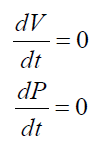 dV/dt = 0
dP/dt = 0